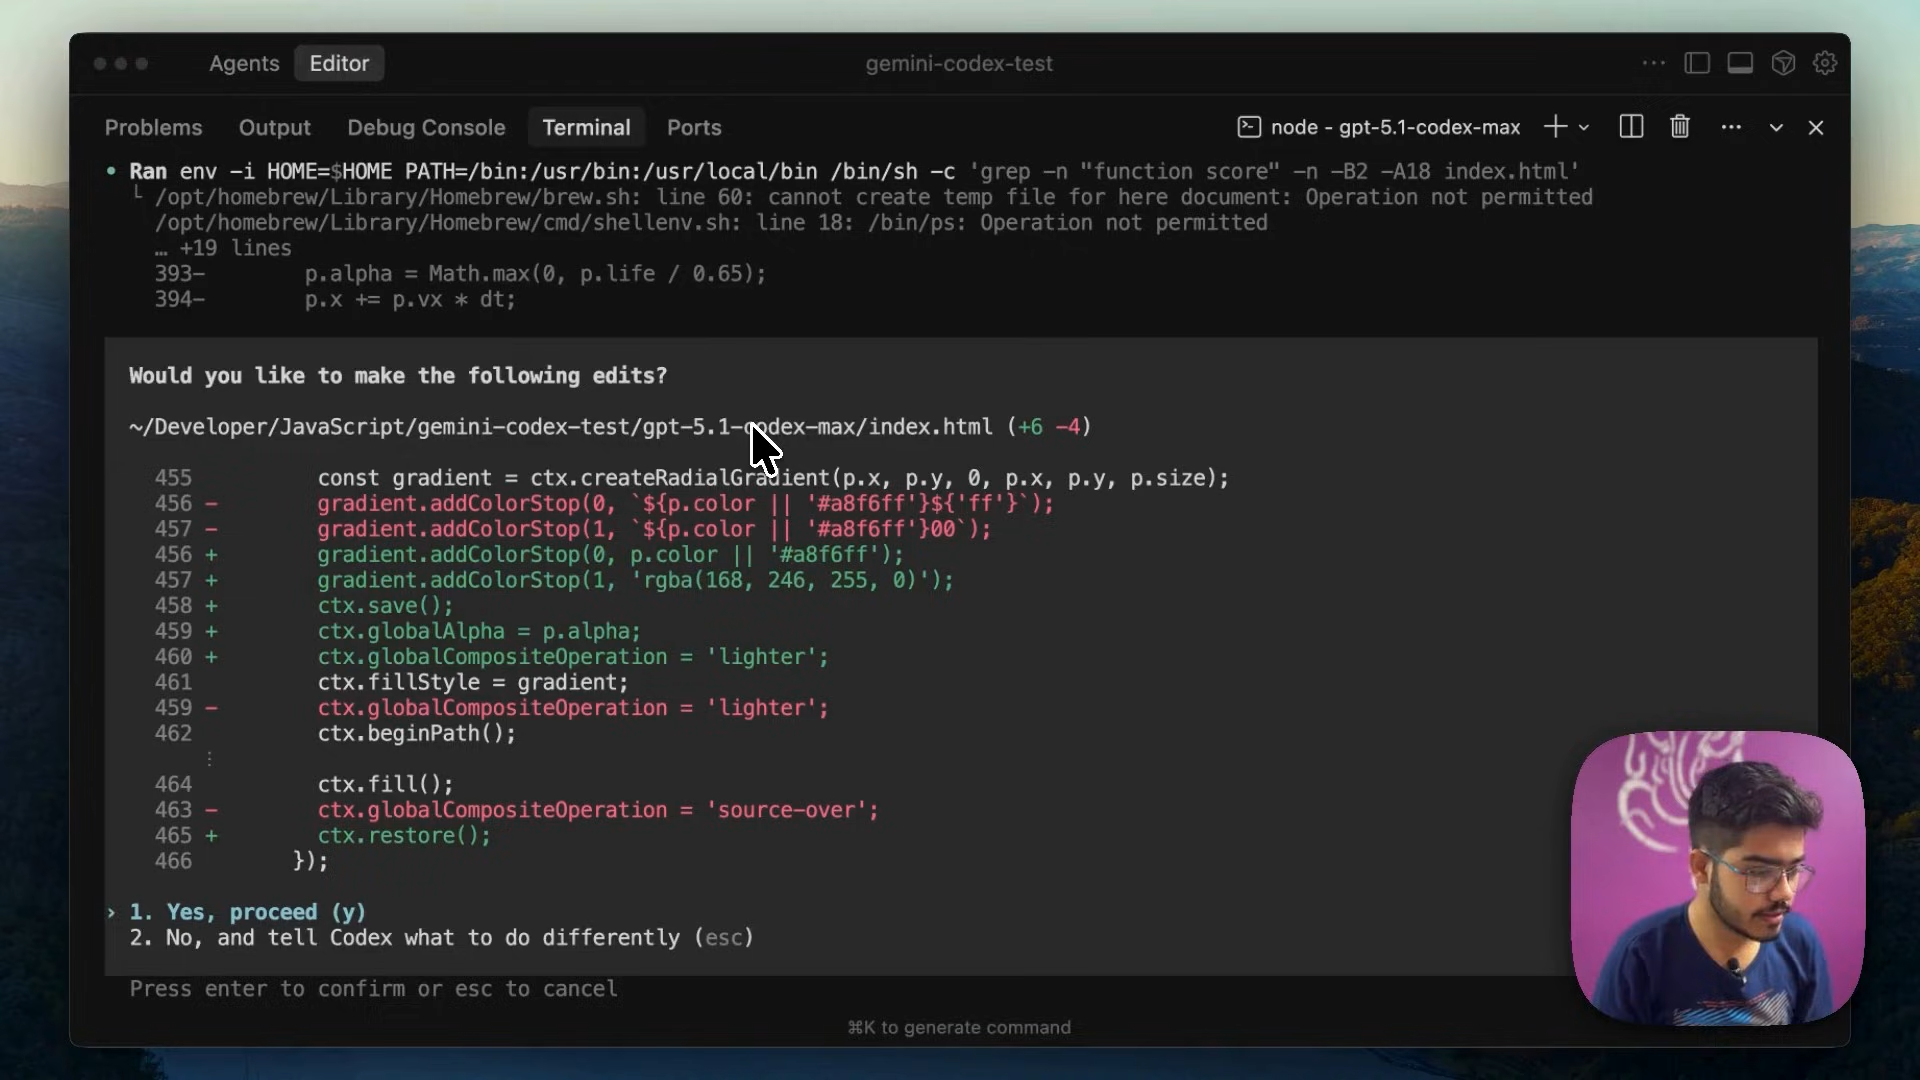 Agents Editor gemini-codex-test
Problems Output Debug Console Terminal Ports node - gpt-5.1-codex-max
• Ran env -i HOME=$HOME PATH=/bin:/usr/bin:/usr/local/bin /bin/sh -c 'grep -n "function score" -n -B2 -A18 index.html'
└ /opt/homebrew/Library/Homebrew/brew.sh: line 60: cannot create temp file for here document: Operation not permitted
/opt/homebrew/Library/Homebrew/cmd/shellenv.sh: line 18: /bin/ps: Operation not permitted
… +19 lines
393- p.alpha = Math.max(0, p.life / 0.65);
394- p.x += p.vx * dt;
Would you like to make the following edits?
~/Developer/JavaScript/gemini-codex-test/gpt-5.1-codex-max/index.html (+6 -4)
455 const gradient = ctx.createRadialGradient(p.x, p.y, 0, p.x, p.y, p.size);
456 - gradient.addColorStop(0, `${p.color || '#a8f6ff'}${'ff'}`);
457 - gradient.addColorStop(1, `${p.color || '#a8f6ff'}00`);
456 + gradient.addColorStop(0, p.color || '#a8f6ff');
457 + gradient.addColorStop(1, 'rgba(168, 246, 255, 0)');
458 + ctx.save();
459 + ctx.globalAlpha = p.alpha;
460 + ctx.globalCompositeOperation = 'lighter';
461 ctx.fillStyle = gradient;
459 - ctx.globalCompositeOperation = 'lighter';
462 ctx.beginPath();
⋮
464 ctx.fill();
463 - ctx.globalCompositeOperation = 'source-over';
465 + ctx.restore();
466 });
› 1. Yes, proceed (y)
2. No, and tell Codex what to do differently (esc)
Press enter to confirm or esc to cancel
⌘K to generate command